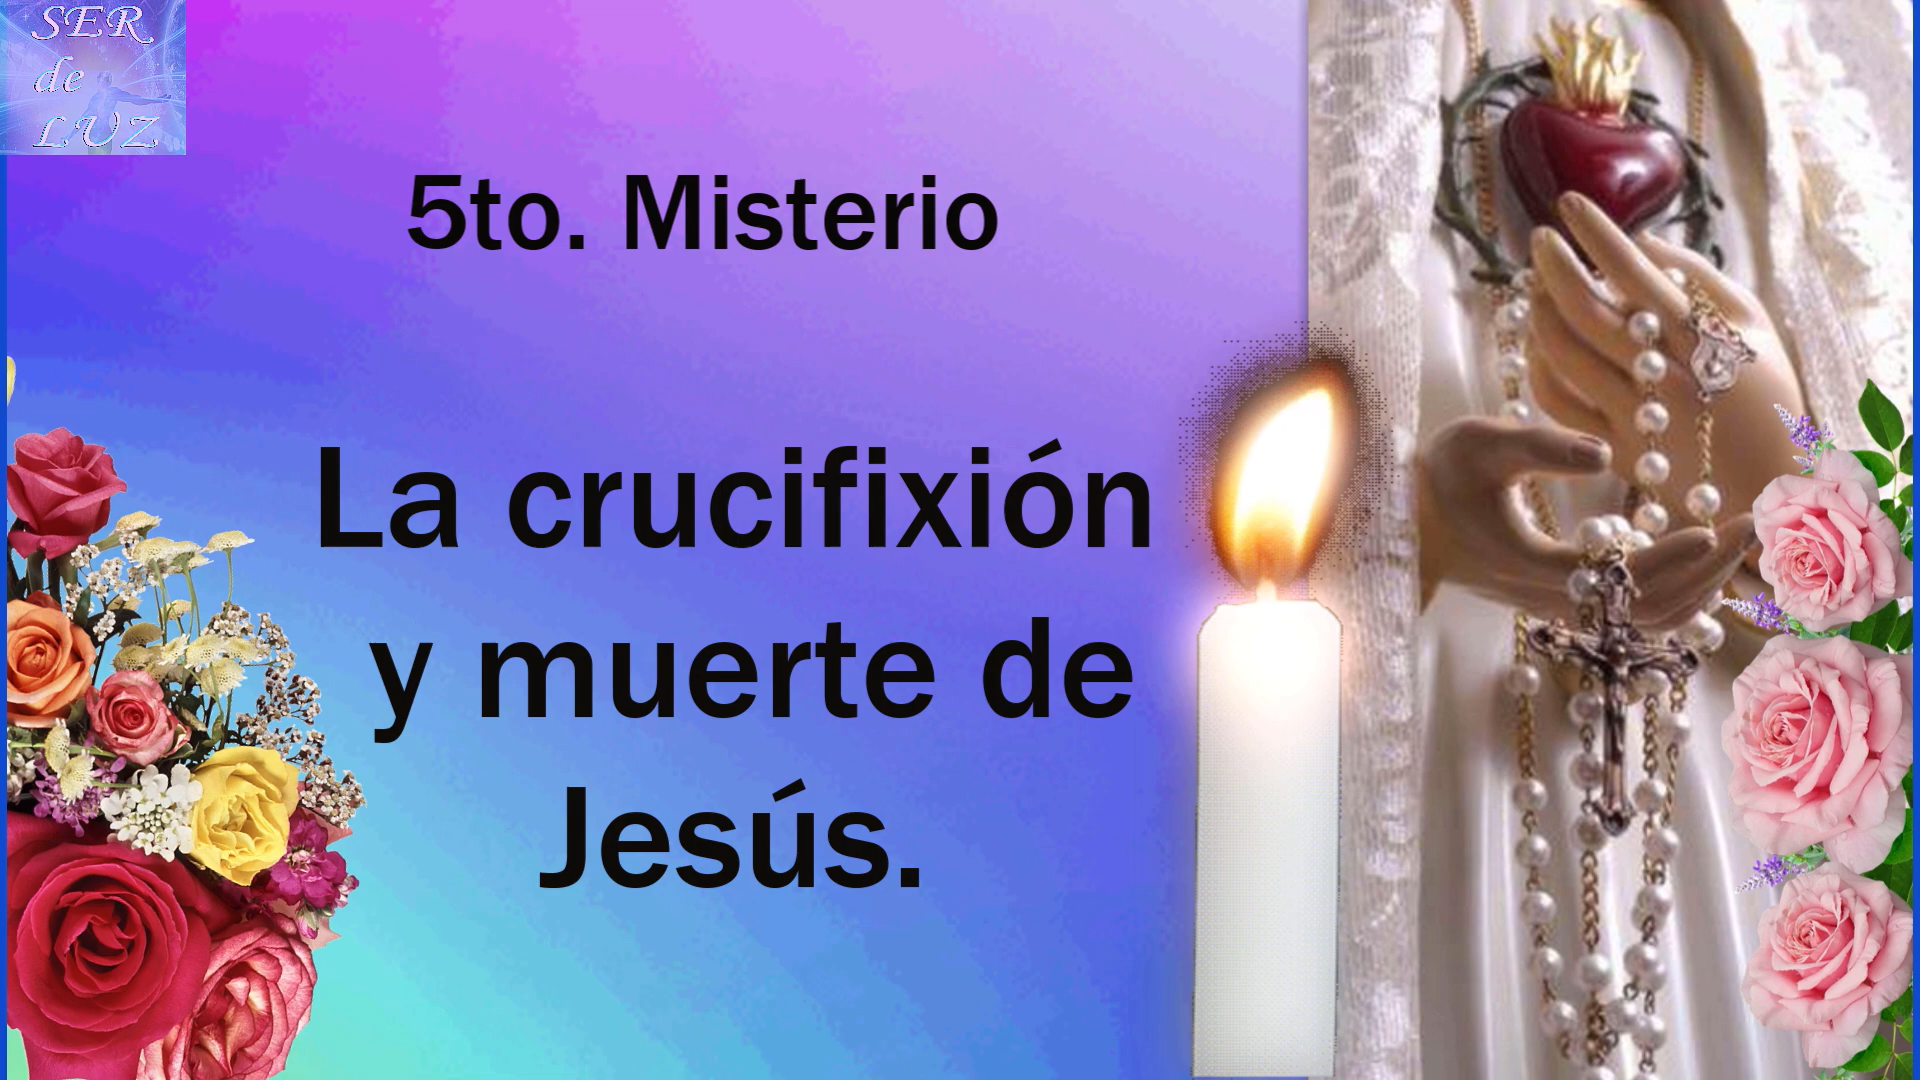 SER
de
LUZ
5to. Misterio
La crucifixión
y muerte de
Jesús.